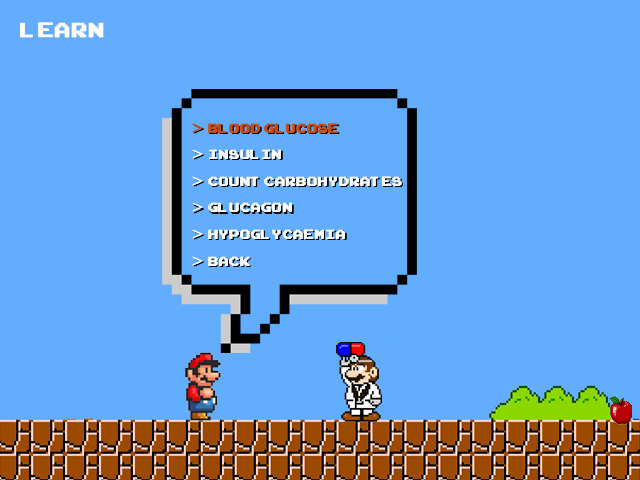 LEARN
> BLOOD GLUCOSE
> INSULIN
> COUNT CARBOHYDRATES
> GLUCAGON
> HYPOGLYCAEMIA
> BACK